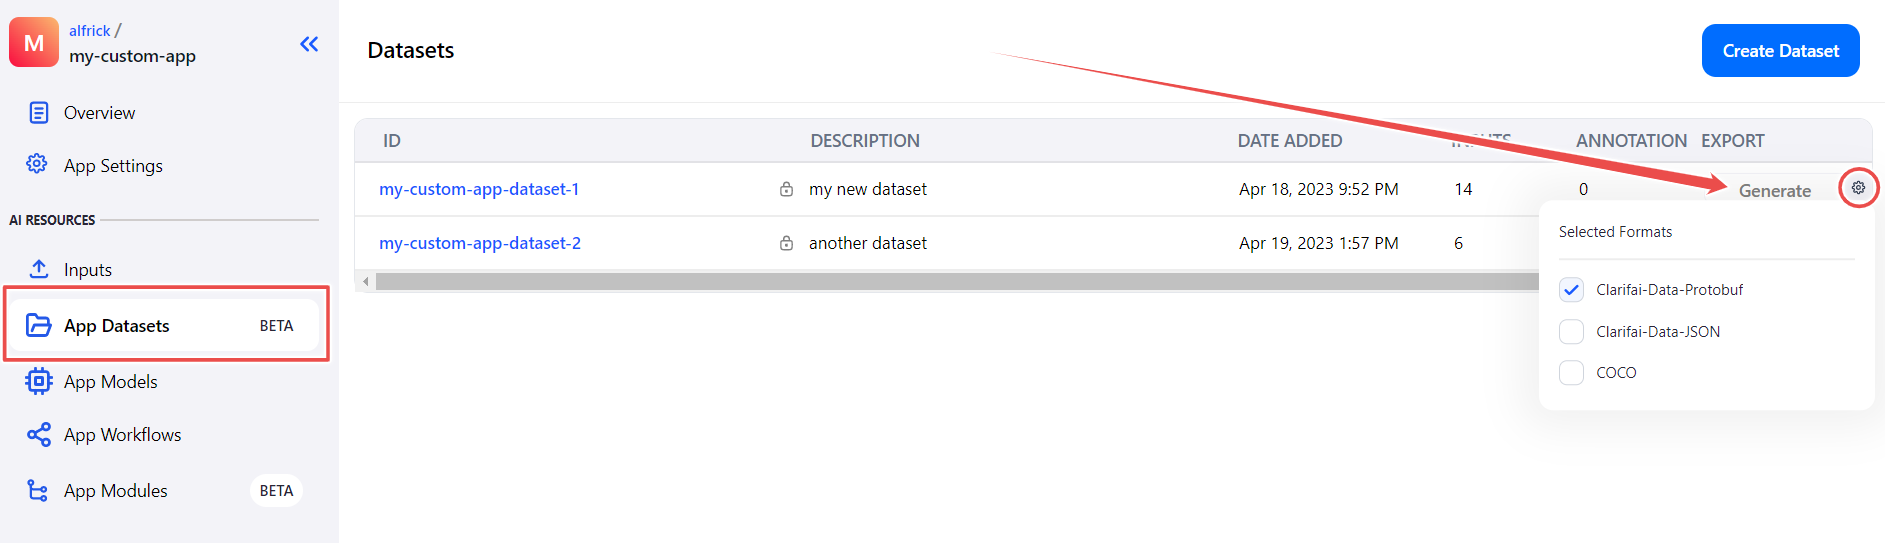 M
alfrick /
my-custom-app
Overview
App Settings
AI RESOURCES
Inputs
App Datasets BETA
App Models
App Workflows
App Modules BETA
Datasets
Create Dataset
ID DESCRIPTION DATE ADDED INPUTS ANNOTATION EXPORT
my-custom-app-dataset-1 my new dataset Apr 18, 2023 9:52 PM 14 0 Generate
my-custom-app-dataset-2 another dataset Apr 19, 2023 1:57 PM 6
Selected Formats
Clarifai-Data-Protobuf
Clarifai-Data-JSON
COCO